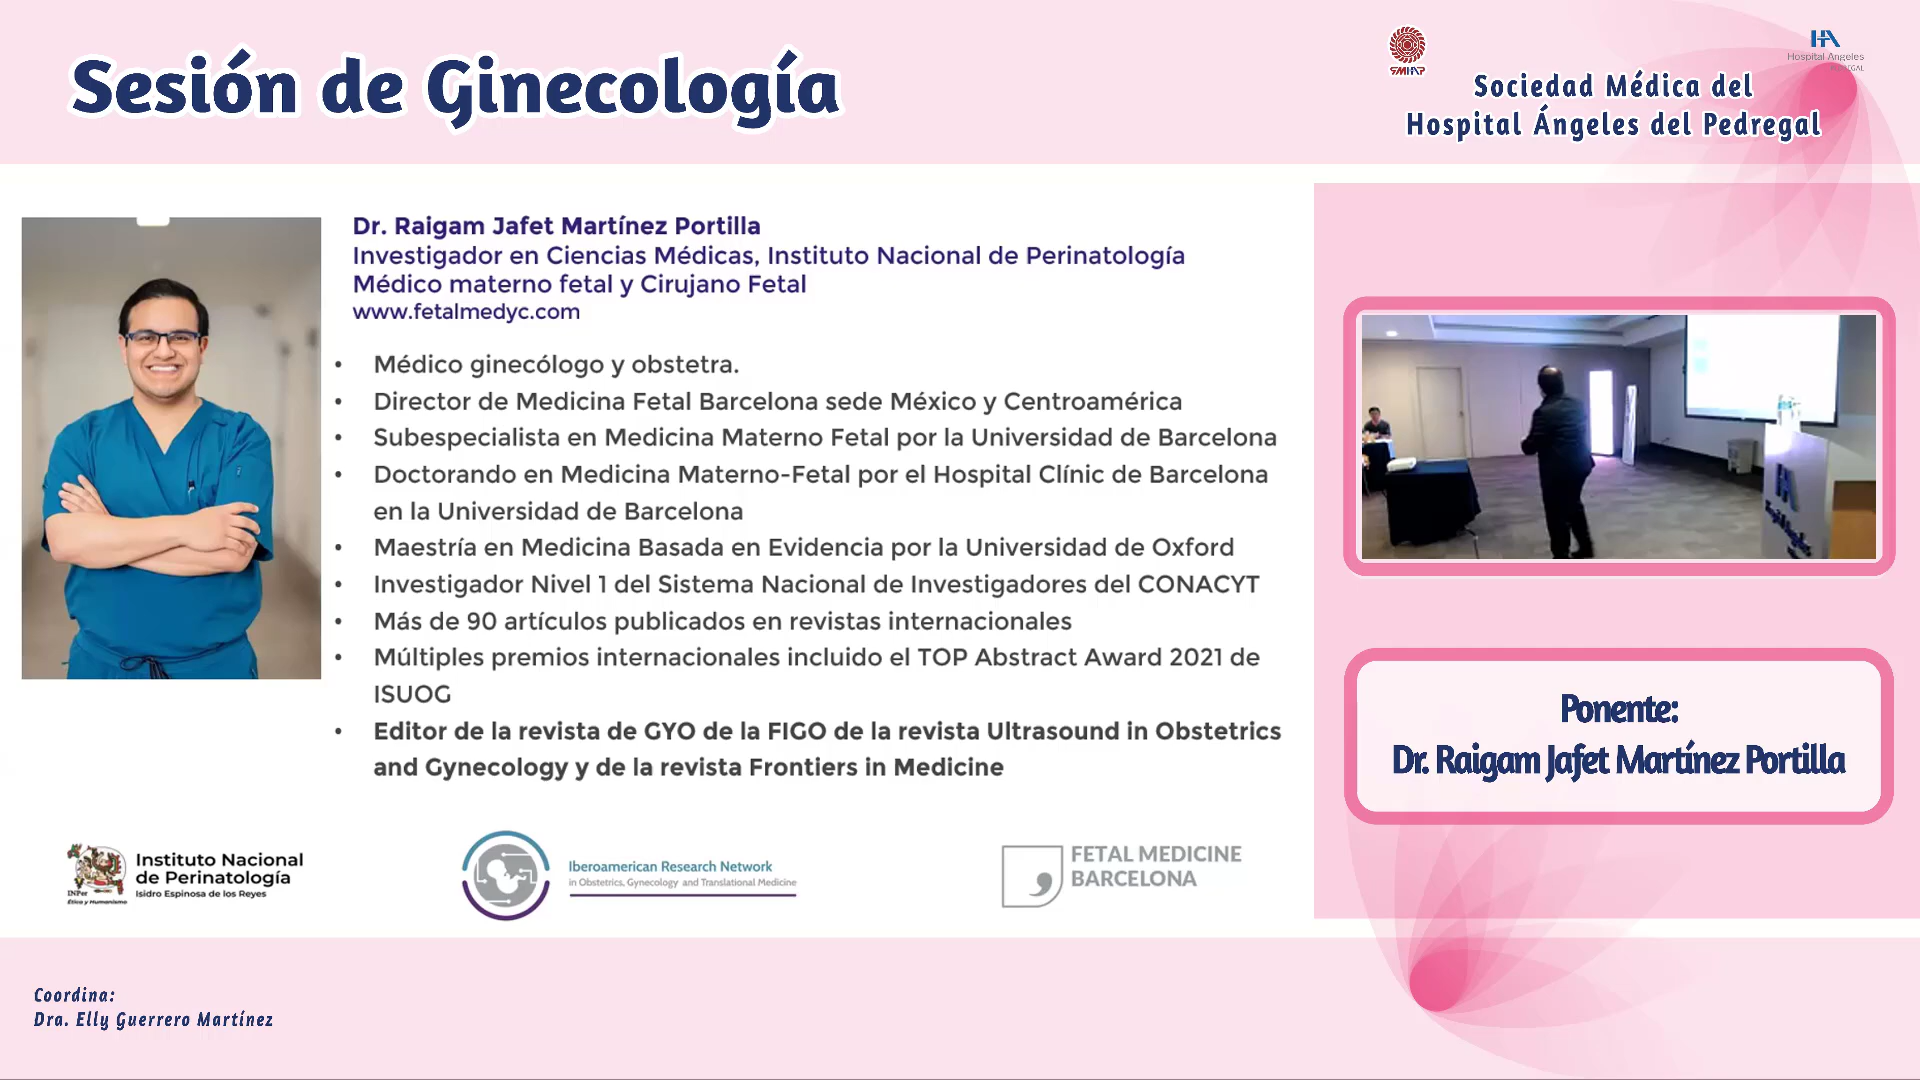 Sesión de Ginecología
SMHAP
Hospital Angeles
Sociedad Médica del
Hospital Ángeles del Pedregal
Dr. Raigam Jafet Martínez Portilla
Investigador en Ciencias Médicas, Instituto Nacional de Perinatología
Médico materno fetal y Cirujano Fetal
www.fetalmedyc.com
• Médico ginecólogo y obstetra.
• Director de Medicina Fetal Barcelona sede México y Centroamérica
• Subespecialista en Medicina Materno Fetal por la Universidad de Barcelona
• Doctorando en Medicina Materno-Fetal por el Hospital Clínic de Barcelona
en la Universidad de Barcelona
• Maestría en Medicina Basada en Evidencia por la Universidad de Oxford
• Investigador Nivel 1 del Sistema Nacional de Investigadores del CONACYT
• Más de 90 artículos publicados en revistas internacionales
• Múltiples premios internacionales incluido el TOP Abstract Award 2021 de
ISUOG
• Editor de la revista de GYO de la FIGO de la revista Ultrasound in Obstetrics
and Gynecology y de la revista Frontiers in Medicine
Ponente:
Dr. Raigam Jafet Martínez Portilla
INPer
Ética y Humanismo
Instituto Nacional
de Perinatología
Isidro Espinosa de los Reyes
Iberoamerican Research Network
in Obstetrics, Gynecology and Translational Medicine
FETAL MEDICINE
BARCELONA
Coordina:
Dra. Elly Guerrero Martínez